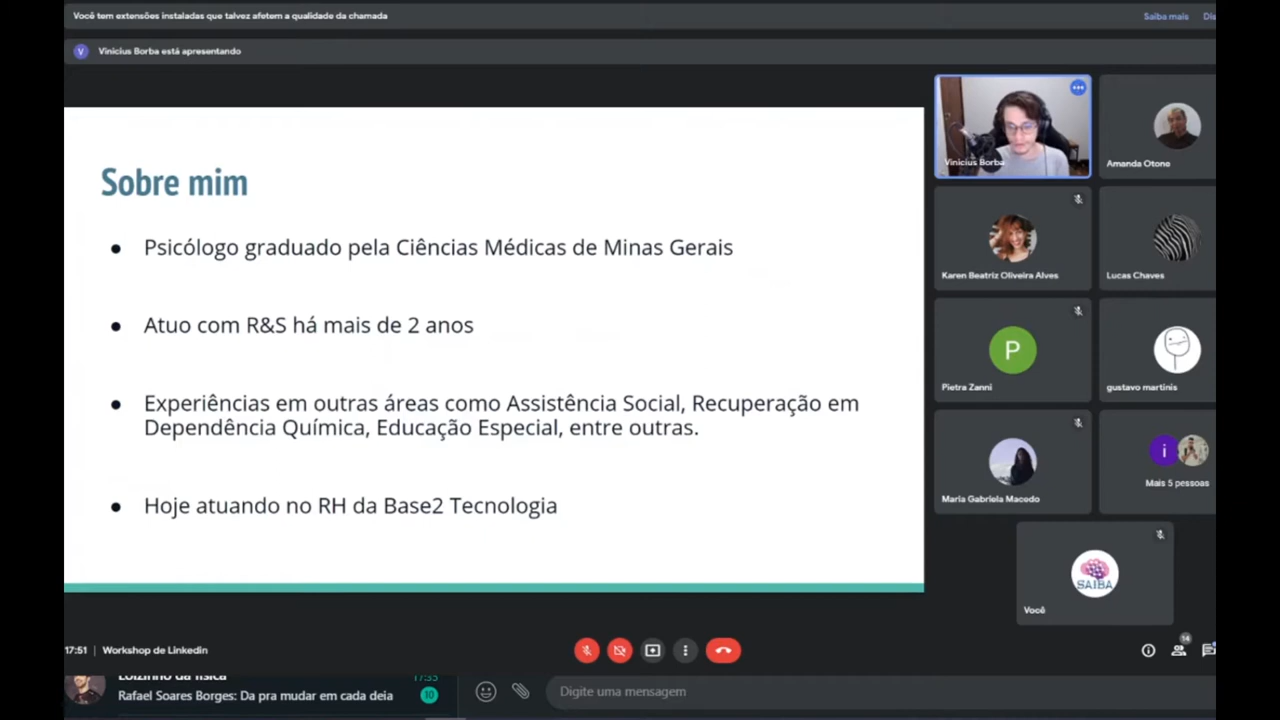 Você tem extensões instaladas que talvez afetem a qualidade da chamada
Saiba mais
V
Vinicius Borba está apresentando
Sobre mim
● Psicólogo graduado pela Ciências Médicas de Minas Gerais
● Atuo com R&S há mais de 2 anos
● Experiências em outras áreas como Assistência Social, Recuperação em
Dependência Química, Educação Especial, entre outras.
● Hoje atuando no RH da Base2 Tecnologia
Vinicius Borba
Amanda Otono
Karen Beatriz Oliveira Alves
Lucas Chaves
P
Pietra Zanni
gustavo martinis
Maria Gabriela Macedo
i
Mais 5 pessoas
SAIBA
Você
17:51 | Workshop de Linkedin
14
Rafael Soares Borges: Da pra mudar em cada deia
10
Digite uma mensagem